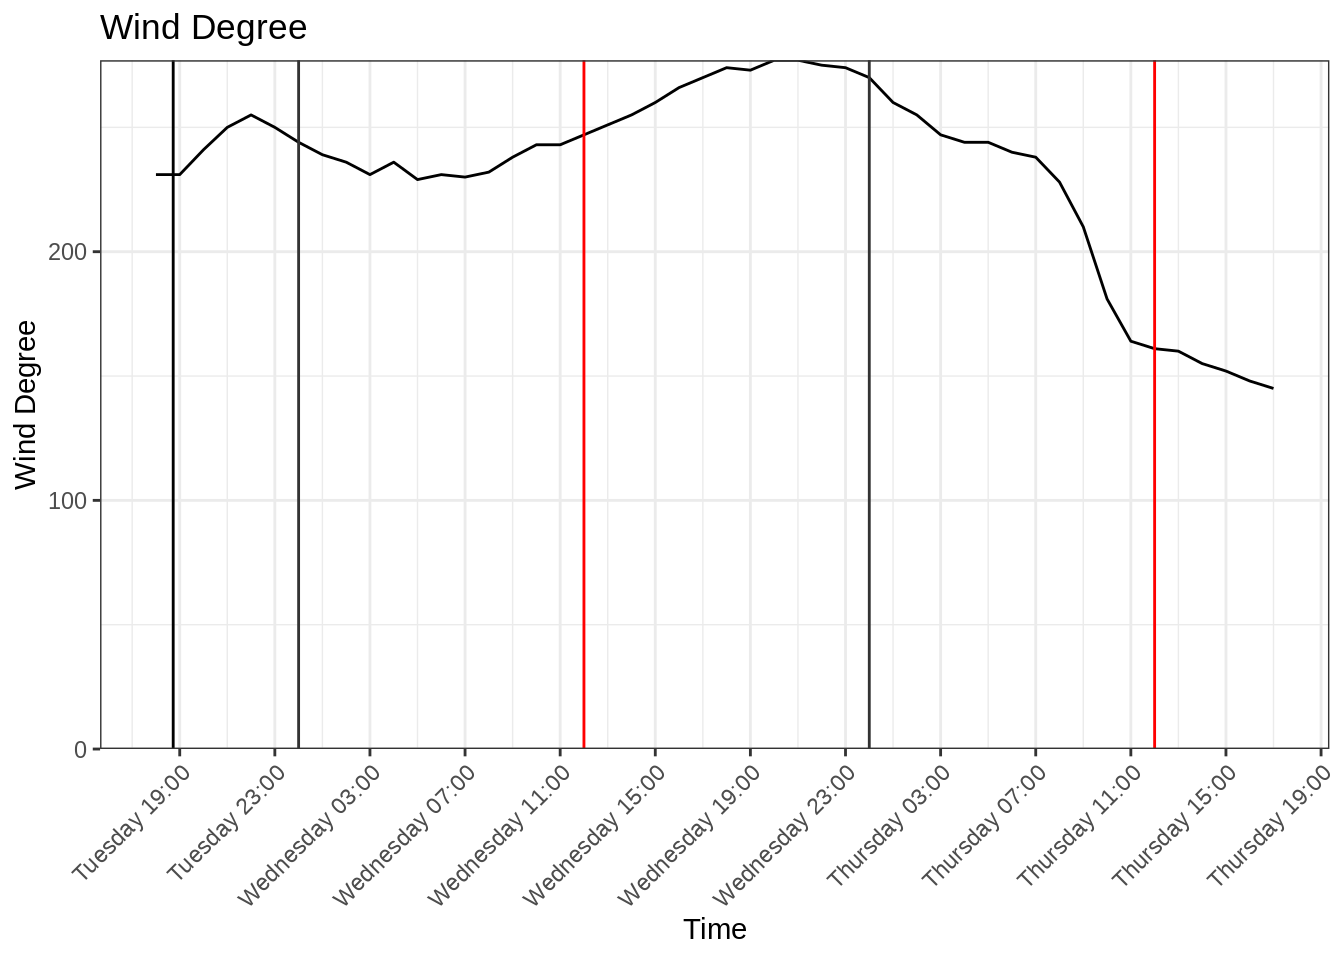 Wind Degree
Wind Degree
200
100
0
Tuesday 19:00
Tuesday 23:00
Wednesday 03:00
Wednesday 07:00
Wednesday 11:00
Wednesday 15:00
Wednesday 19:00
Wednesday 23:00
Thursday 03:00
Thursday 07:00
Thursday 11:00
Thursday 15:00
Thursday 19:00
Time